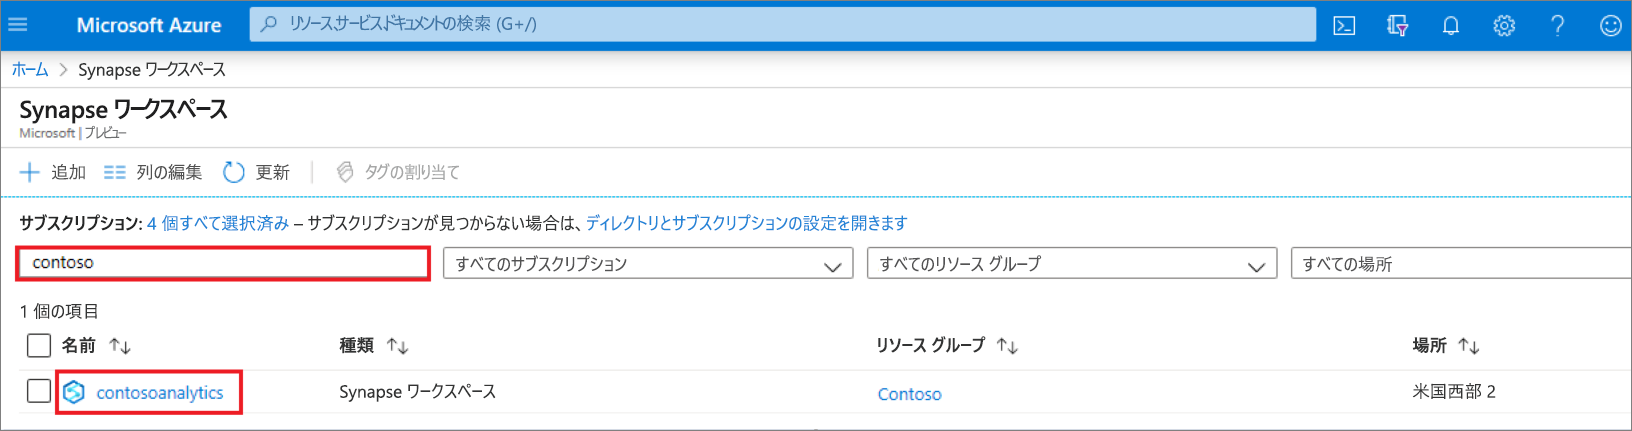 Microsoft Azure リソース、サービス、ドキュメントの検索 (G+/)
ホーム > Synapse ワークスペース
Synapse ワークスペース
Microsoft | プレビュー
追加 列の編集 更新 タグの割り当て
サブスクリプション: 4 個すべて選択済み – サブスクリプションが見つからない場合は、ディレクトリとサブスクリプションの設定を開きます
contoso すべてのサブスクリプション すべてのリソース グループ すべての場所
1 個の項目
名前 ↑↓ 種類 ↑↓ リソース グループ ↑↓ 場所 ↑↓
contosoanalytics Synapse ワークスペース Contoso 米国西部 2